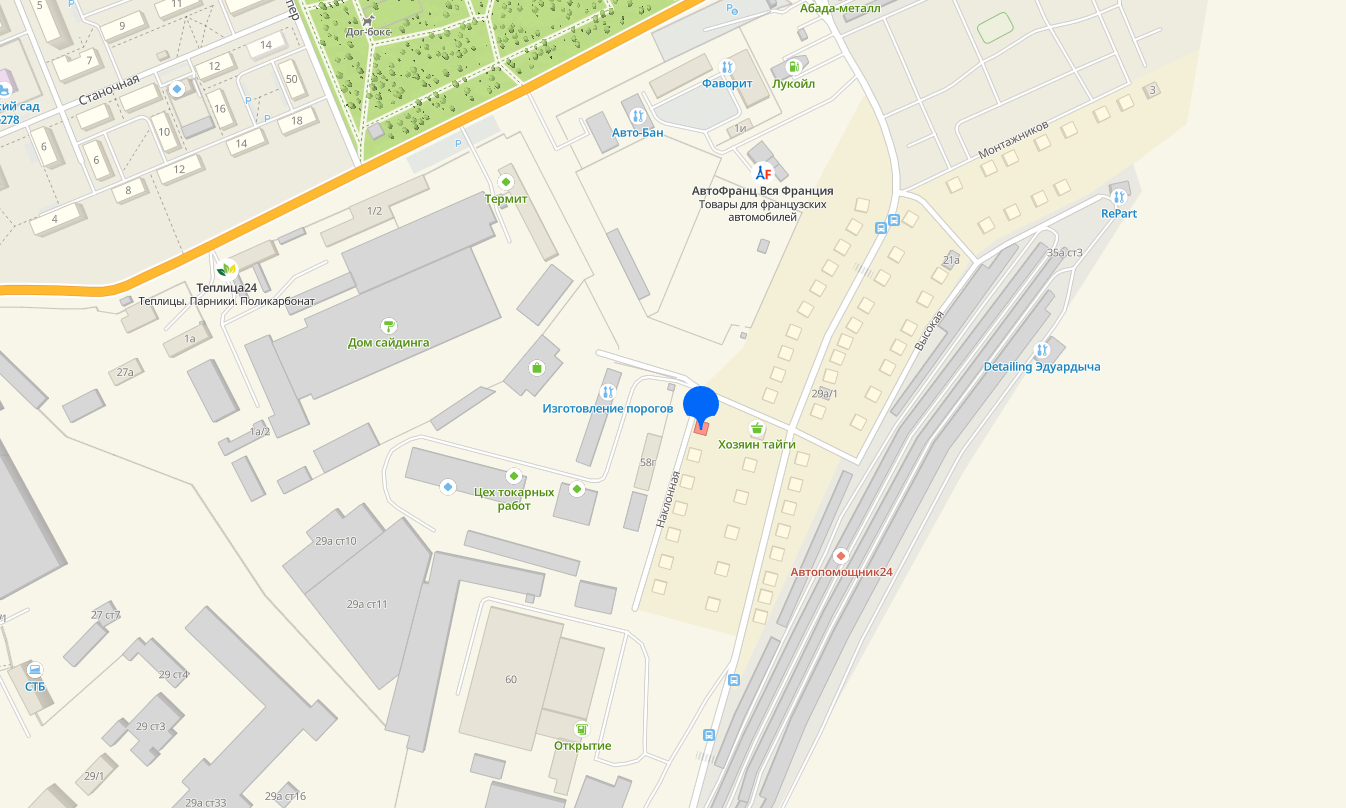 5
9
11
пер
Абада-металл
P
Дог-бокс
14
7
12
50
Фаворит
Лукойл
Станочная
P
3
кий сад
278
16
P
10
18
Авто-Бан
1и
6
6
14
P
Монтажников
12
АвтоФранц Вся Франция
Товары для французских
автомобилей
8
Термит
4
1/2
RePart
35а ст3
21а
Теплица24
Теплицы. Парники. Поликарбонат
1а
Дом сайдинга
Высокая
27а
Detailing Эдуардыча
29а/1
Изготовление порогов
1а/2
Хозяин тайги
58г
Цех токарных
работ
Наклонная
29а ст10
Автопомощник24
29а ст11
27 ст7
/1
29 ст4
60
СТБ
29 ст3
Открытие
29/1
29а ст33
29а ст16